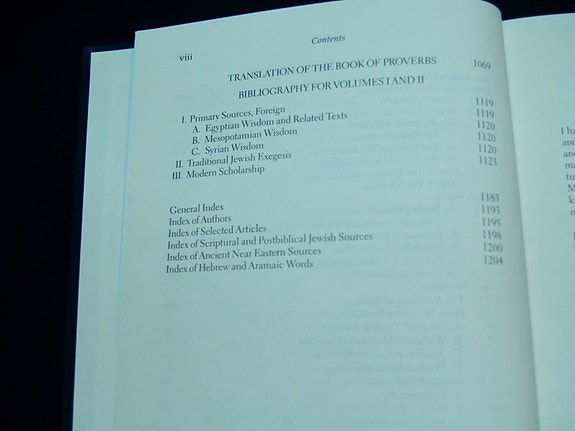 viii
Contents
TRANSLATION OF THE BOOK OF PROVERBS 1069
BIBLIOGRAPHY FOR VOLUMES I AND II
I. Primary Sources, Foreign 1119
A. Egyptian Wisdom and Related Texts 1119
B. Mesopotamian Wisdom 1120
C. Syrian Wisdom 1120
II. Traditional Jewish Exegesis 1120
III. Modern Scholarship 1123
General Index 1183
Index of Authors 1193
Index of Selected Articles 1195
Index of Scriptural and Postbiblical Jewish Sources 1198
Index of Ancient Near Eastern Sources 1200
Index of Hebrew and Aramaic Words 1204
I ha